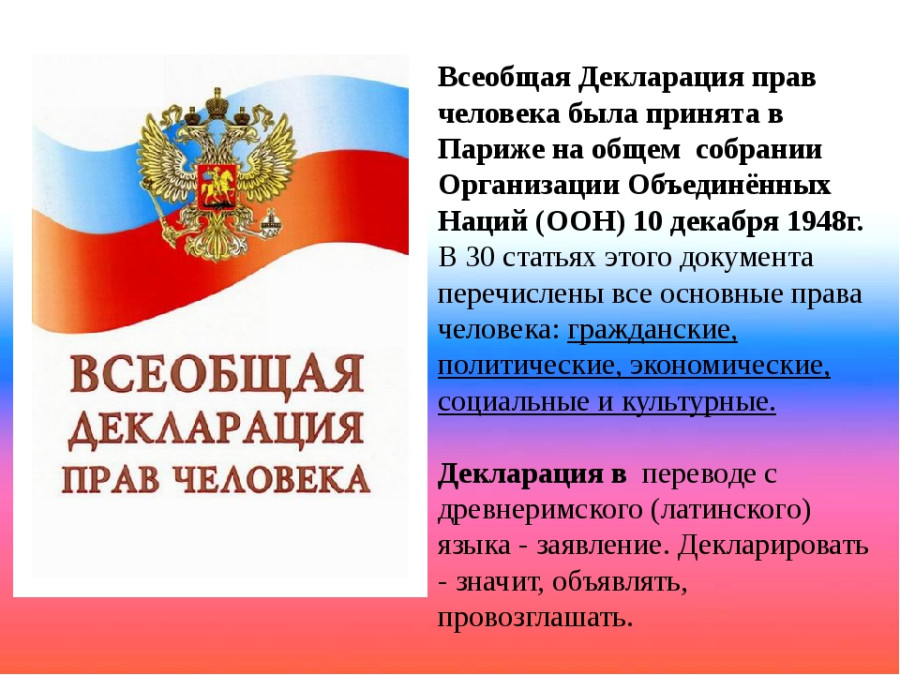 ВСЕОБЩАЯ
ДЕКЛАРАЦИЯ
ПРАВ ЧЕЛОВЕКА
Всеобщая Декларация прав
человека была принята в
Париже на общем собрании
Организации Объединённых
Наций (ООН) 10 декабря 1948г.
В 30 статьях этого документа
перечислены все основные права
человека: гражданские,
политические, экономические,
социальные и культурные.
Декларация в переводе с
древнеримского (латинского)
языка - заявление. Декларировать
- значит, объявлять,
провозглашать.